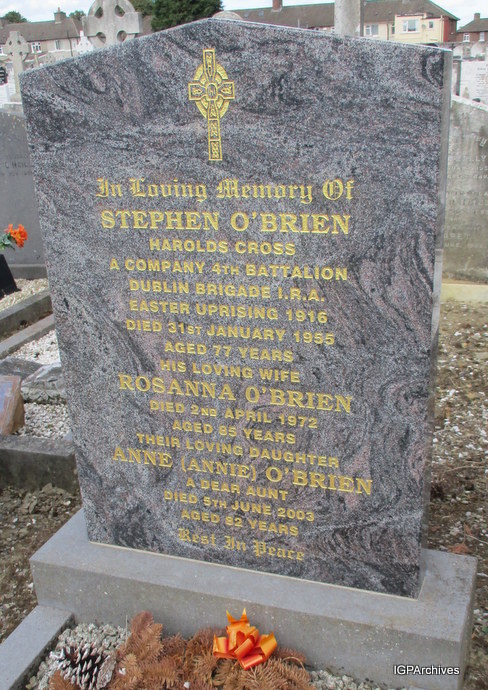 In Loving Memory Of
STEPHEN O'BRIEN
HAROLDS CROSS
A COMPANY 4TH BATTALION
DUBLIN BRIGADE I.R.A.
EASTER UPRISING 1916
DIED 31ST JANUARY 1955
AGED 77 YEARS
HIS LOVING WIFE
ROSANNA O'BRIEN
DIED 2ND APRIL 1972
AGED 85 YEARS
THEIR LOVING DAUGHTER
ANNE (ANNIE) O'BRIEN
A DEAR AUNT
DIED 5TH JUNE 2003
AGED 82 YEARS
Rest In Peace
IGPArchives